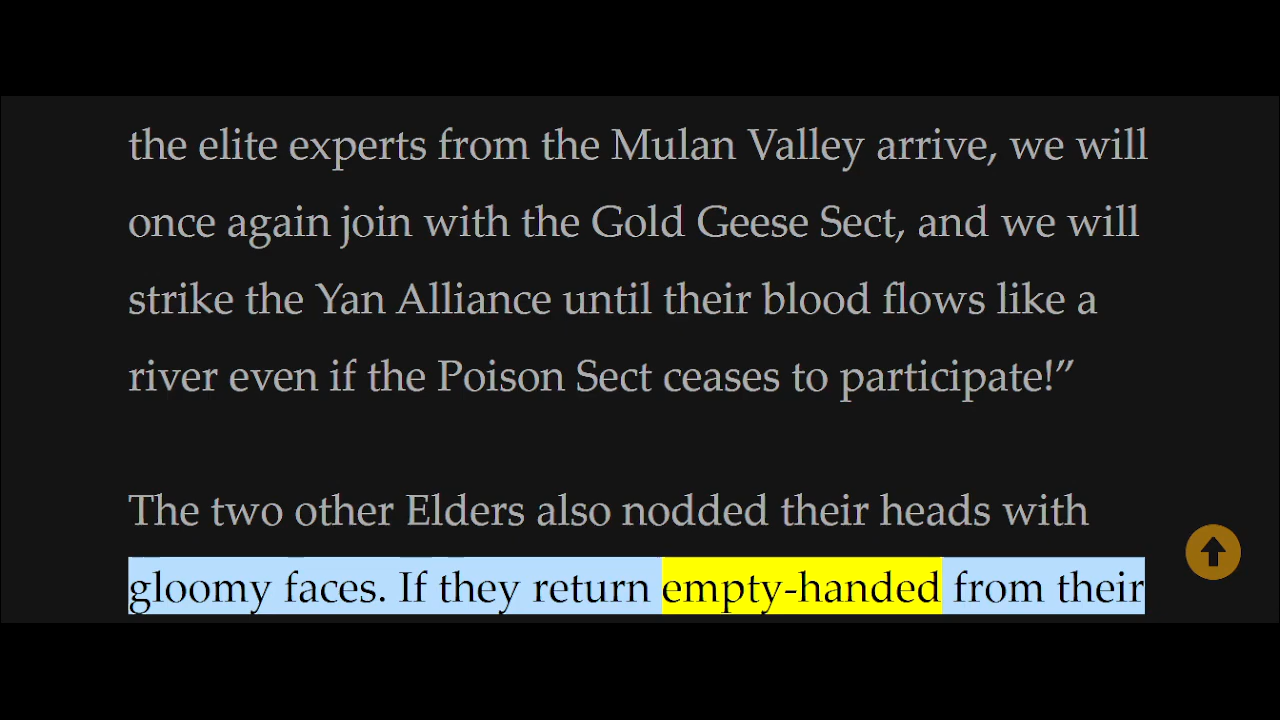 the elite experts from the Mulan Valley arrive, we will
once again join with the Gold Geese Sect, and we will
strike the Yan Alliance until their blood flows like a
river even if the Poison Sect ceases to participate!”
The two other Elders also nodded their heads with
gloomy faces. If they return empty-handed from their